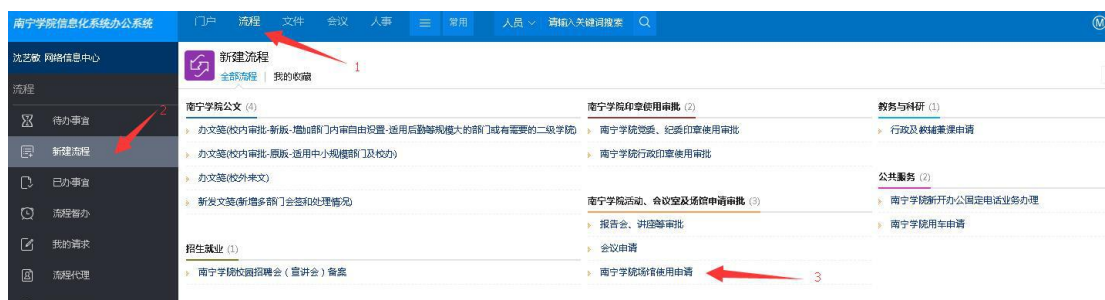 南宁学院信息化系统办公系统
门户 流程 文件 会议 人事 常用 人员 请输入关键词搜索
沈艺敏 网络信息中心
流程
待办事宜
新建流程
已办事宜
流程督办
我的请求
流程代理
新建流程
全部流程 | 我的收藏
1
2
南宁学院公文 (4)
办文笺(校内审批-新版-增加部门内审自由设置-适用后勤等规模大的部门或有需要的二级学院)
办文笺(校内审批-原版-适用中小规模部门及校办)
办文笺(校外来文)
新发文笺(新增多部门会签和处理情况)
招生就业 (1)
南宁学院校园招聘会（宣讲会）备案
南宁学院印章使用审批 (2)
南宁学院党委、纪委印章使用审批
南宁学院行政印章使用审批
南宁学院活动、会议室及场馆申请审批 (3)
报告会、讲座等审批
会议申请
南宁学院场馆使用申请
3
教务与科研 (1)
行政及教辅兼课申请
公共服务 (2)
南宁学院新开办公固定电话业务办理
南宁学院用车申请
M